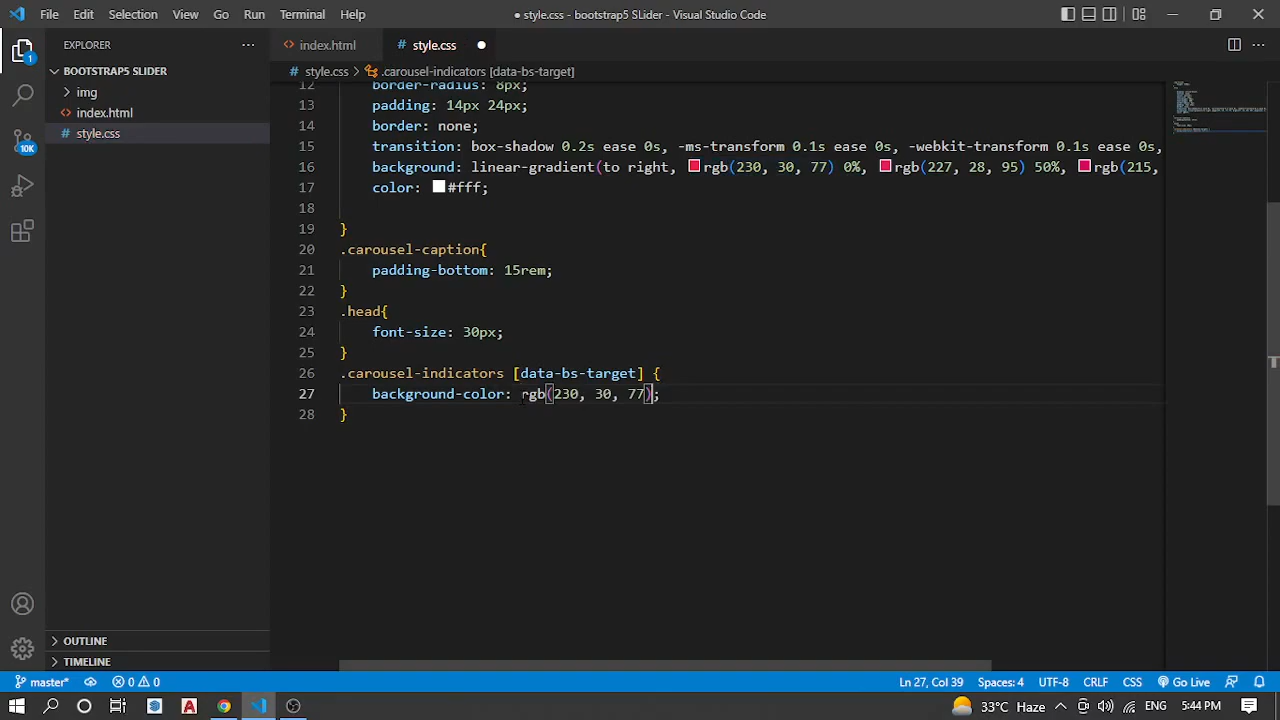 File Edit Selection View Go Run Terminal Help
● style.css - bootstrap5 SLider - Visual Studio Code
EXPLORER
BOOTSTRAP5 SLIDER
img
index.html
style.css
1
10K
index.html style.css
style.css > .carousel-indicators [data-bs-target]
12 border-radius: 8px;
13 padding: 14px 24px;
14 border: none;
15 transition: box-shadow 0.2s ease 0s, -ms-transform 0.1s ease 0s, -webkit-transform 0.1s ease 0s,
16 background: linear-gradient(to right, rgb(230, 30, 77) 0%, rgb(227, 28, 95) 50%, rgb(215,
17 color: #fff;
18
19 }
20 .carousel-caption{
21 padding-bottom: 15rem;
22 }
23 .head{
24 font-size: 30px;
25 }
26 .carousel-indicators [data-bs-target] {
27 background-color: rgb(230, 30, 77);
28 }
OUTLINE
TIMELINE
master* 0 0
Ln 27, Col 39 Spaces: 4 UTF-8 CRLF CSS Go Live
33°C Haze ENG 5:44 PM